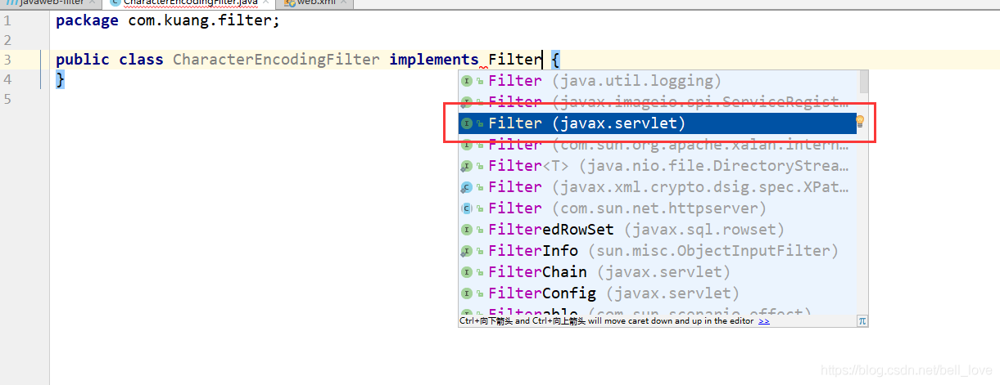 javaweb-filter CharacterEncodingFilter.java web.xml
1 package com.kuang.filter;
2
3 public class CharacterEncodingFilter implements Filter {
4 }
5
Filter (java.util.logging)
Filter (javax.imageio.spi.ServiceRegist…
Filter (javax.servlet)
Filter (com.sun.org.apache.xalan.intern…
Filter<T> (java.nio.file.DirectoryStrea…
Filter (javax.xml.crypto.dsig.spec.XPat…
Filter (com.sun.net.httpserver)
FilteredRowSet (javax.sql.rowset)
FilterInfo (sun.misc.ObjectInputFilter)
FilterChain (javax.servlet)
FilterConfig (javax.servlet)
Filterable (com.sun.scenario.effect)
Ctrl+向下箭头 and Ctrl+向上箭头 will move caret down and up in the editor >> π
https://blog.csdn.net/bell_love